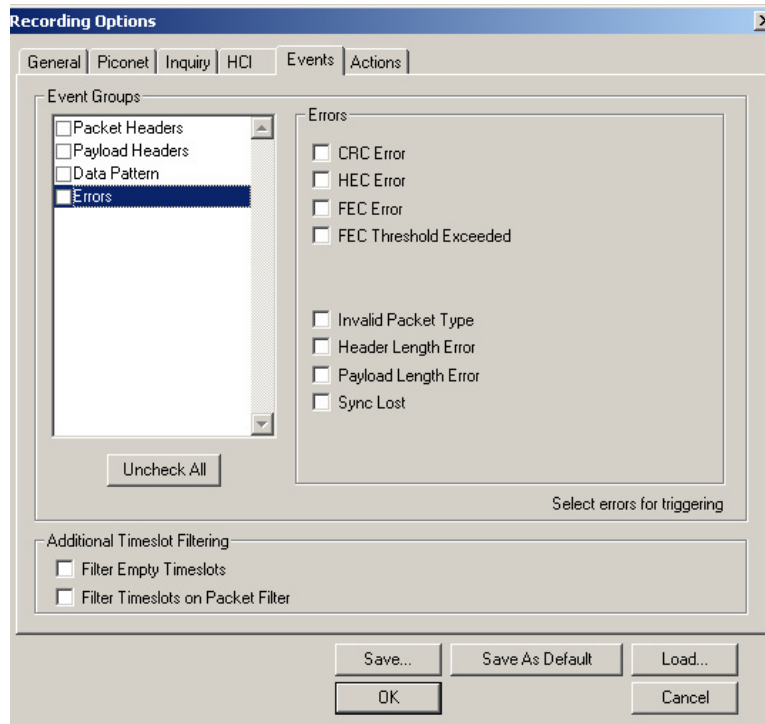 Recording Options
General Piconet Inquiry HCI Events Actions
Event Groups
Packet Headers
Payload Headers
Data Pattern
Errors
Uncheck All
Errors
CRC Error
HEC Error
FEC Error
FEC Threshold Exceeded
Invalid Packet Type
Header Length Error
Payload Length Error
Sync Lost
Select errors for triggering
Additional Timeslot Filtering
Filter Empty Timeslots
Filter Timeslots on Packet Filter
Save... Save As Default Load...
OK Cancel